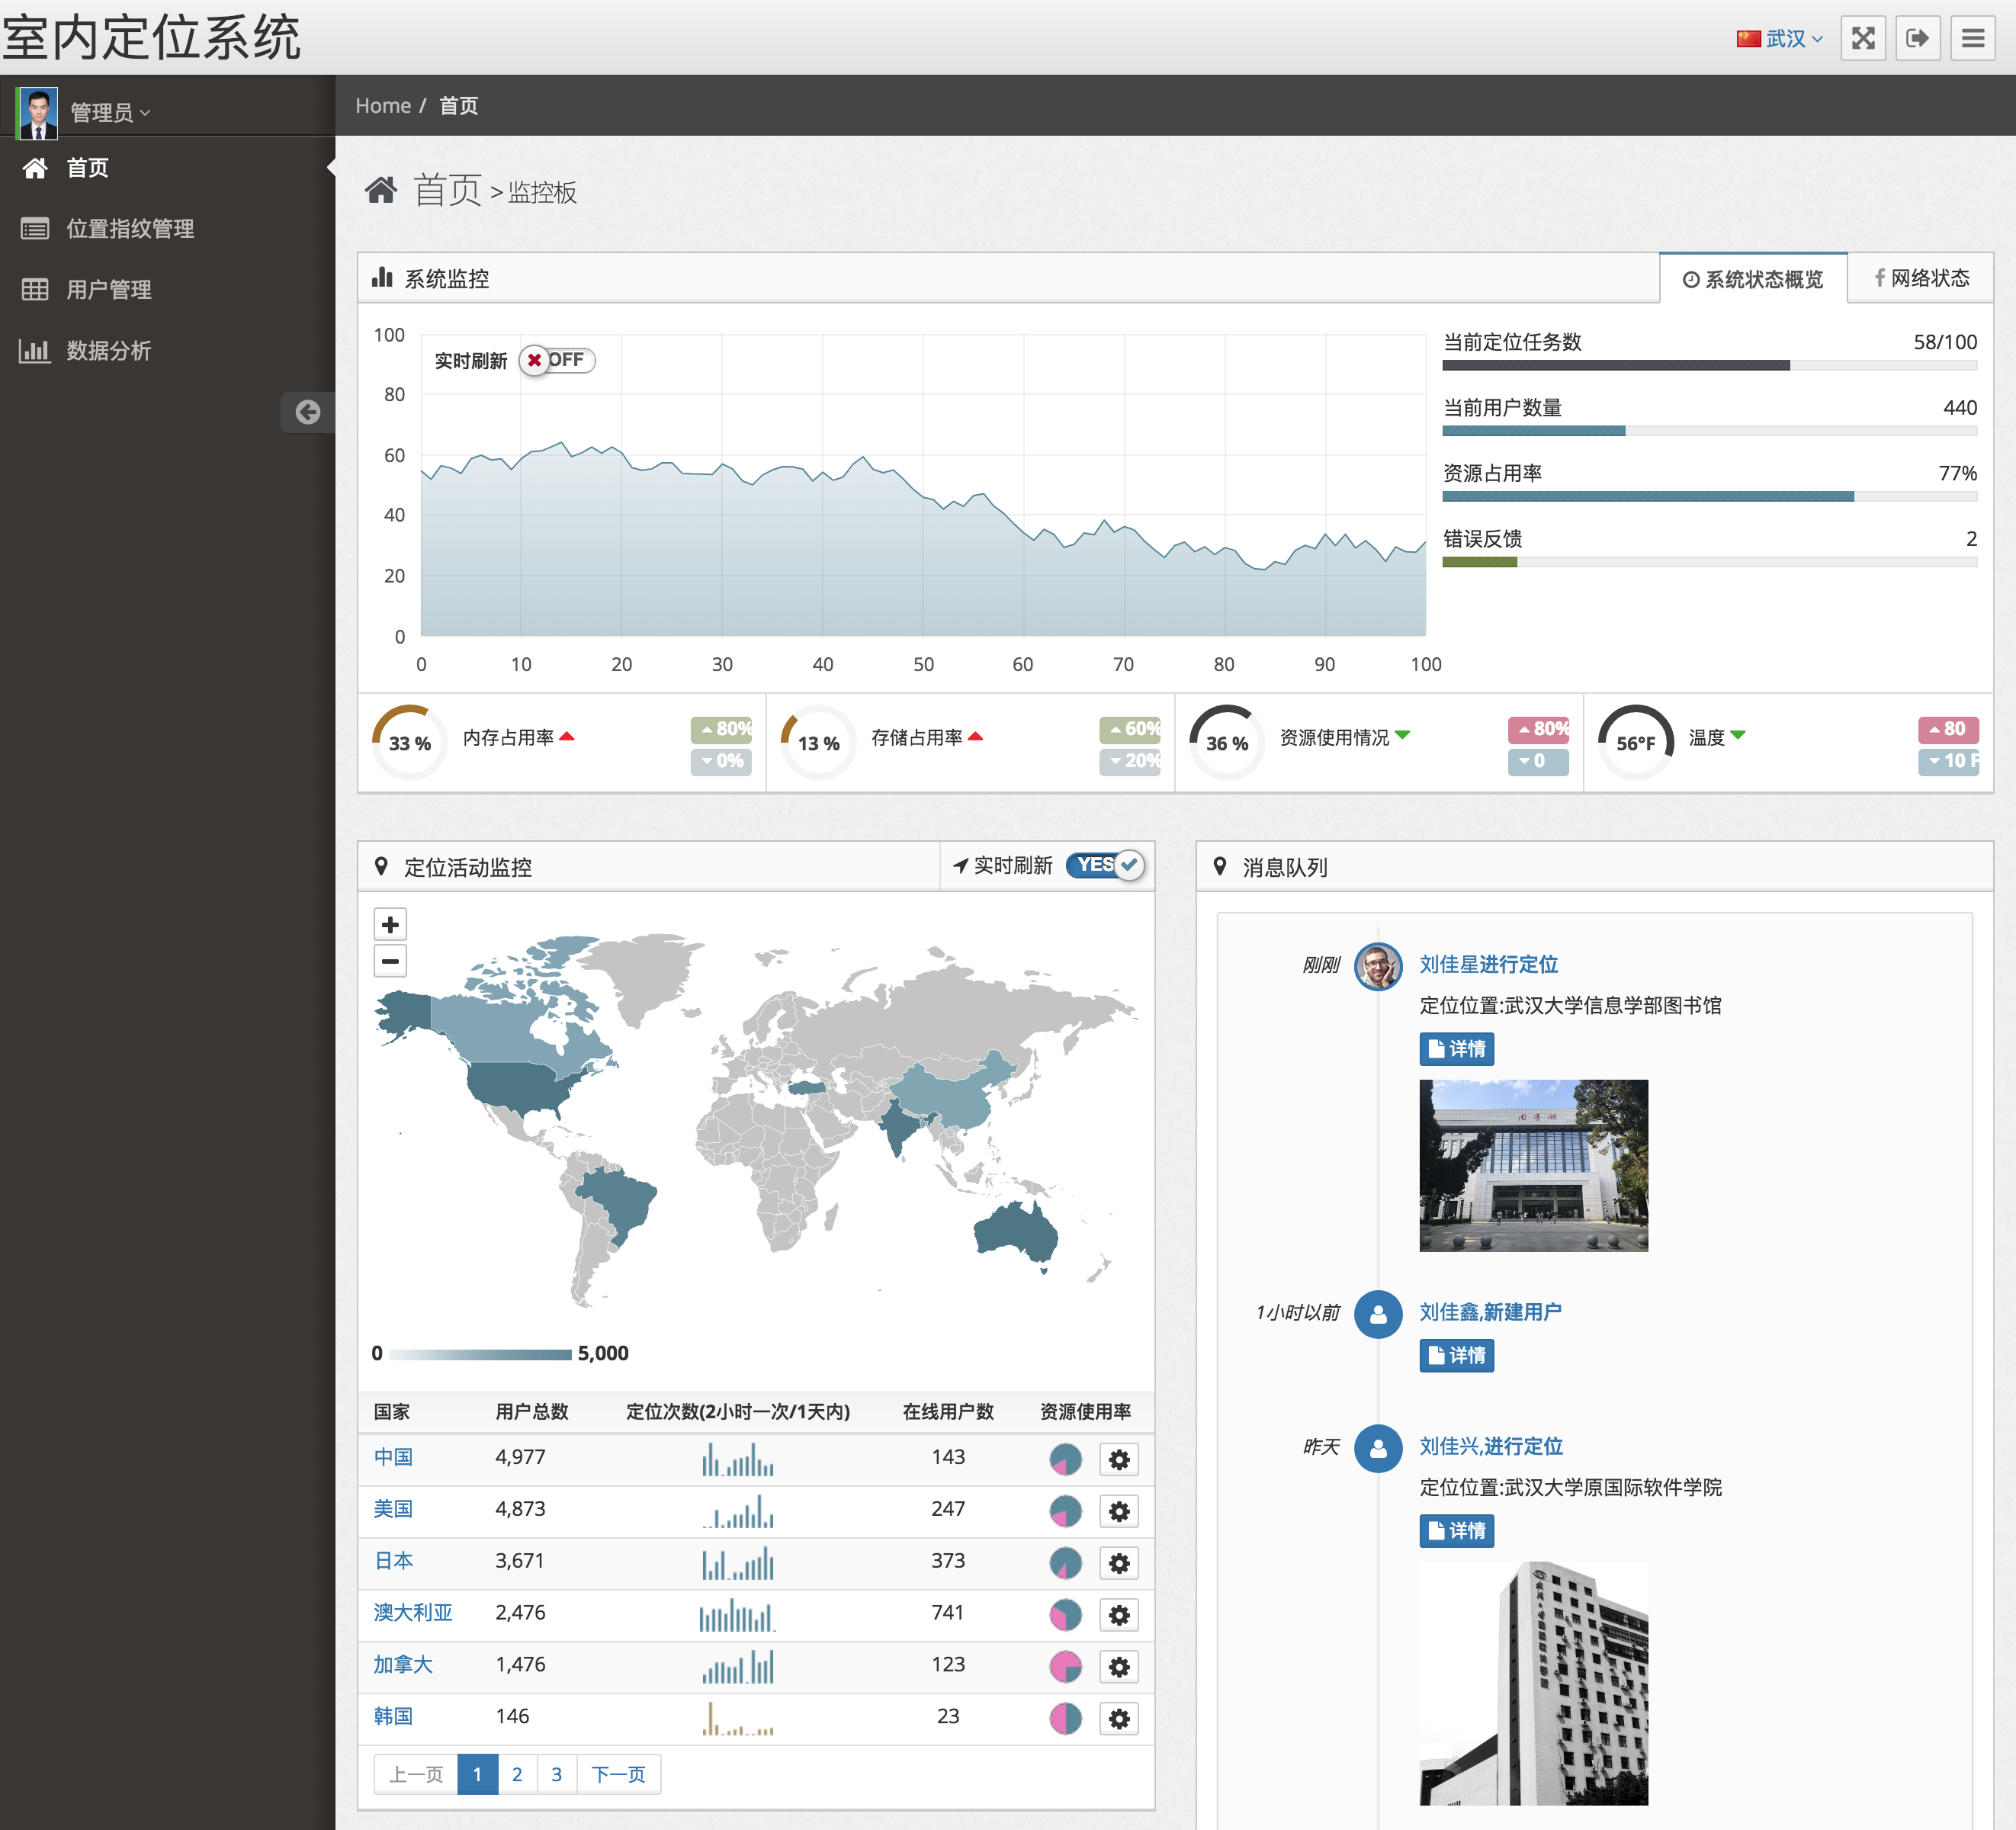 室内定位系统
武汉
管理员
Home / 首页
首页
位置指纹管理
用户管理
数据分析
首页 > 监控板
系统监控
系统状态概览
网络状态
实时刷新 OFF
100
80
60
40
20
0
0 10 20 30 40 50 60 70 80 90 100
当前定位任务数 58/100
当前用户数量 440
资源占用率 77%
错误反馈 2
33 % 内存占用率 80% 0%
13 % 存储占用率 60% 20%
36 % 资源使用情况 80% 0
56°F 温度 80 10 F
定位活动监控
实时刷新 YES
0 5,000
国家 用户总数 定位次数(2小时一次/1天内) 在线用户数 资源使用率
中国 4,977 143
美国 4,873 247
日本 3,671 373
澳大利亚 2,476 741
加拿大 1,476 123
韩国 146 23
上一页 1 2 3 下一页
消息队列
刚刚
刘佳星进行定位
定位位置:武汉大学信息学部图书馆
详情
图书馆
1小时以前
刘佳鑫,新建用户
详情
昨天
刘佳兴,进行定位
定位位置:武汉大学原国际软件学院
详情